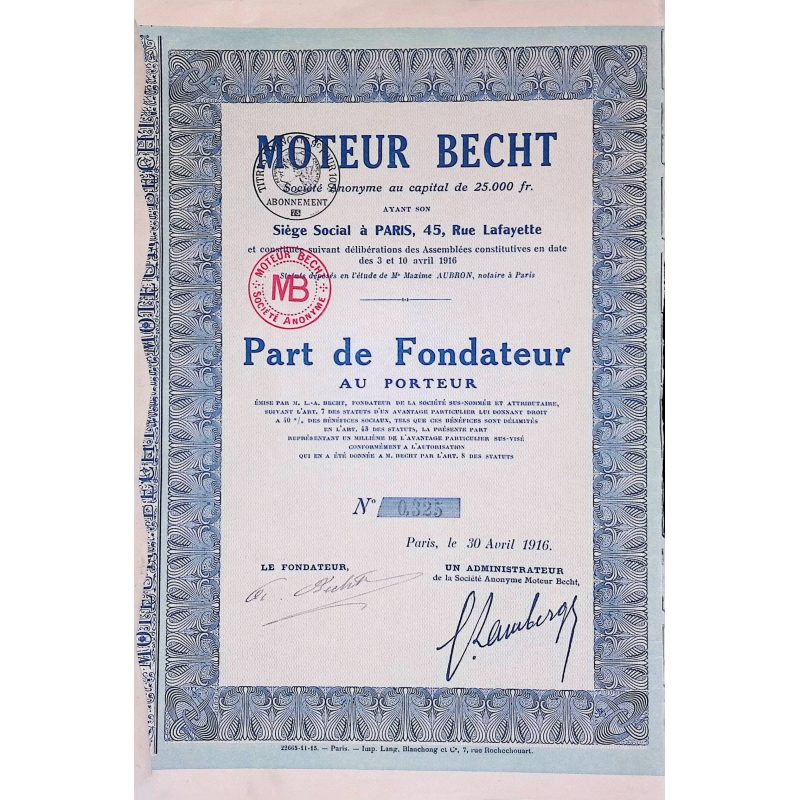 MOTEUR BECHT
Société Anonyme au capital de 25.000 fr.
AYANT SON
Siège Social à PARIS, 45, Rue Lafayette
et constituée suivant délibérations des Assemblées constitutives en date
des 3 et 10 avril 1916
Statuts déposés en l'étude de Me Maxime AUBRON, notaire à Paris
ABONNEMENT
MOTEUR BECHT
MB
SOCIÉTÉ ANONYME
Part de Fondateur
AU PORTEUR
ÉMISE PAR M. L.-A. BECHT, FONDATEUR DE LA SOCIÉTÉ SUS-NOMMÉE ET ATTRIBUTAIRE,
SUIVANT L'ART. 7 DES STATUTS D'UN AVANTAGE PARTICULIER LUI DONNANT DROIT
A 40 %, DES BÉNÉFICES SOCIAUX, TELS QUE CES BÉNÉFICES SONT DÉLIMITÉS
EN L'ART. 43 DES STATUTS, LA PRÉSENTE PART
REPRÉSENTANT UN MILLIÈME DE L'AVANTAGE PARTICULIER SUS-VISÉ
CONFORMÉMENT A L'AUTORISATION
QUI EN A ÉTÉ DONNÉE A M. BECHT PAR L'ART. 8 DES STATUTS
No 0,325
Paris, le 30 Avril 1916.
LE FONDATEUR,
UN ADMINISTRATEUR
de la Société Anonyme Moteur Becht,
22665-11-15. — Paris. — Imp. Lang, Blanchong et Cie, 7, rue Rochechouart.